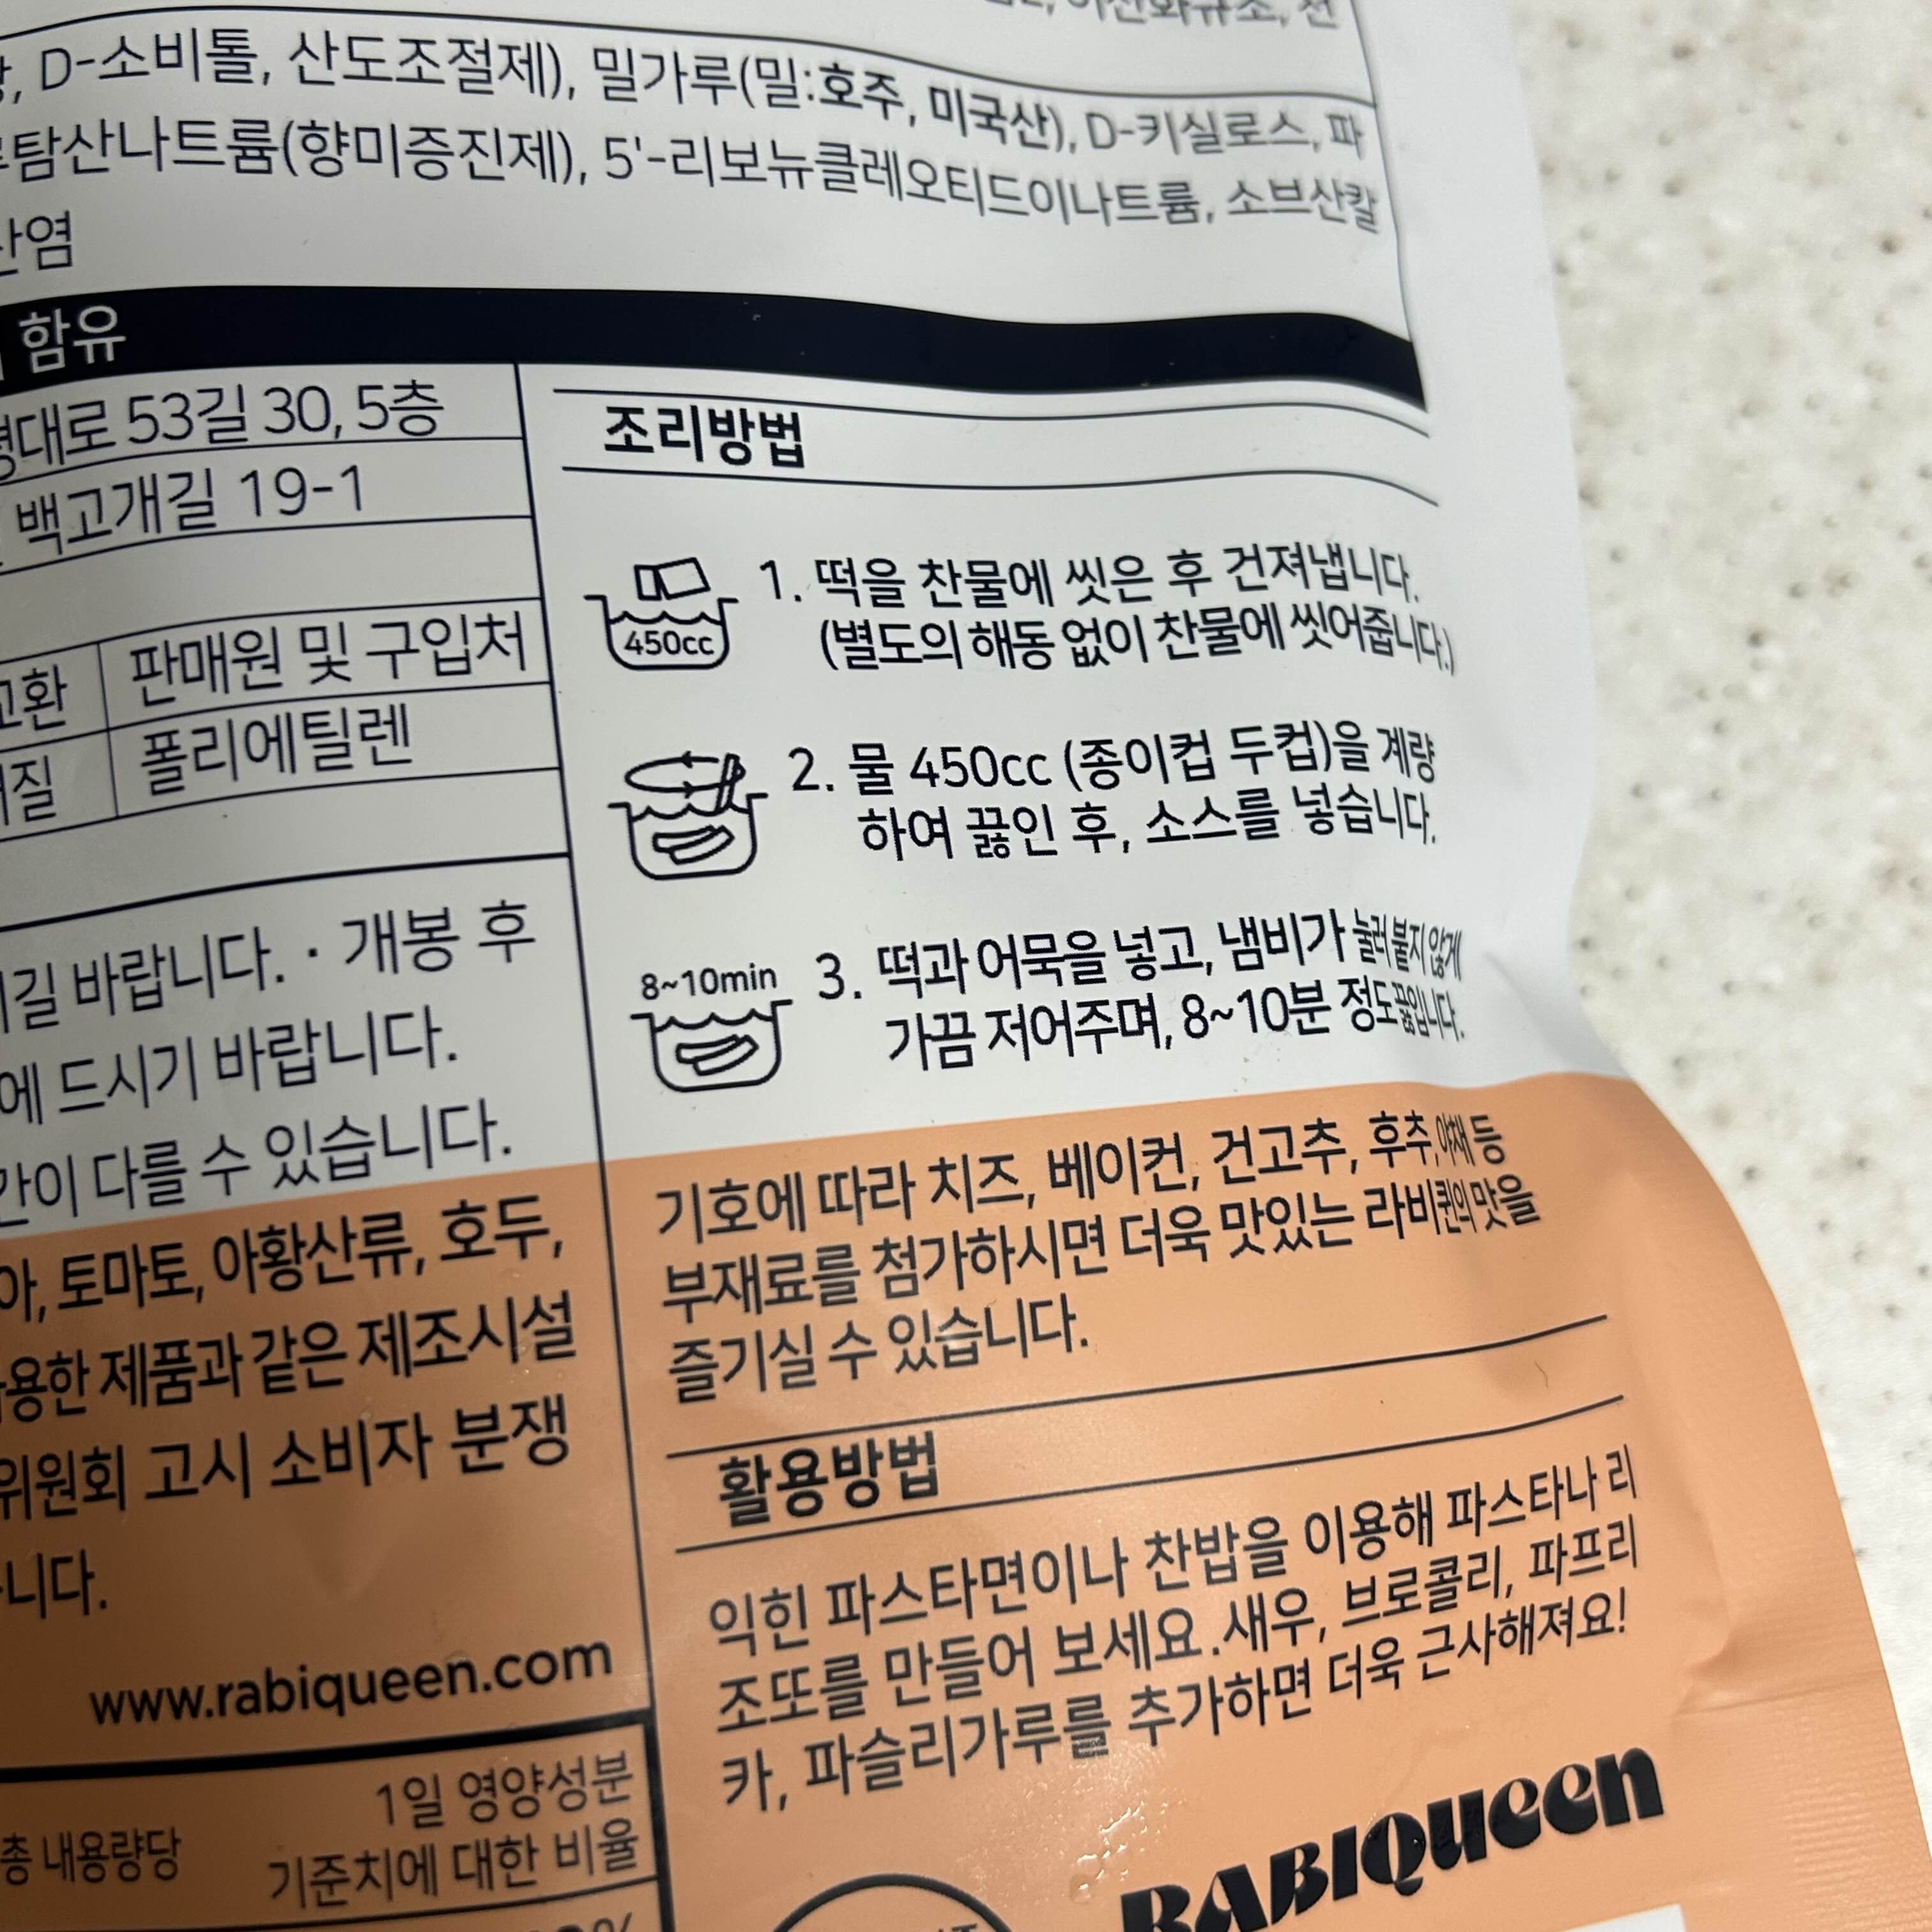 D-소비톨, 산도조절제), 밀가루(밀:호주, 미국산), D-키실로스, 파
탐산나트륨(향미증진제), 5'-리보뉴클레오티드이나트륨, 소브산칼
염
함유
대로 53길 30, 5층
백고개길 19-1
판매원 및 구입처
폴리에틸렌
바랍니다. · 개봉 후
에 드시기 바랍니다.
다를 수 있습니다.
아, 토마토, 아황산류, 호두,
용한 제품과 같은 제조시설
위원회 고시 소비자 분쟁
니다.
www.rabiqueen.com
총 내용량당
1일 영양성분
기준치에 대한 비율
조리방법
450cc
1. 떡을 찬물에 씻은 후 건져냅니다.
(별도의 해동 없이 찬물에 씻어줍니다.)
2. 물 450cc (종이컵 두컵)을 계량
하여 끓인 후, 소스를 넣습니다.
8~10min
3. 떡과 어묵을 넣고, 냄비가 눌러붙지 않게
가끔 저어주며, 8~10분 정도 끓입니다.
기호에 따라 치즈, 베이컨, 건고추, 후추, 야채 등
부재료를 첨가하시면 더욱 맛있는 라비퀸의 맛을
즐기실 수 있습니다.
활용방법
익힌 파스타면이나 찬밥을 이용해 파스타나 리
조또를 만들어 보세요. 새우, 브로콜리, 파프리
카, 파슬리가루를 추가하면 더욱 근사해져요!
RABIQueen